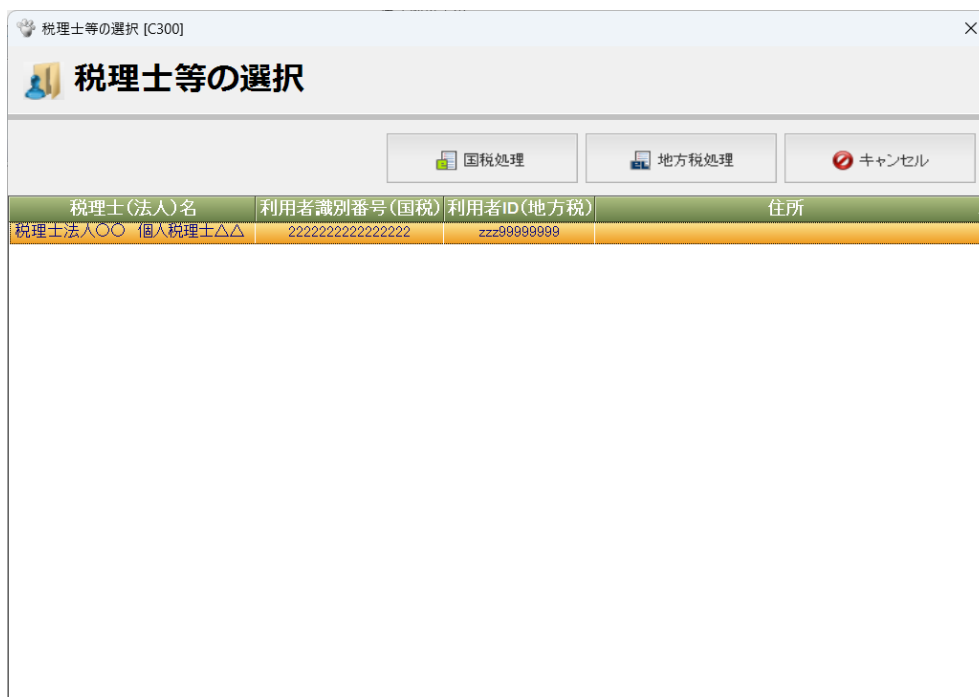 税理士等の選択 [C300]
税理士等の選択
国税処理 地方税処理 キャンセル
税理士(法人)名 利用者識別番号(国税) 利用者ID(地方税) 住所
税理士法人〇〇 個人税理士△△ 2222222222222222 zzz99999999